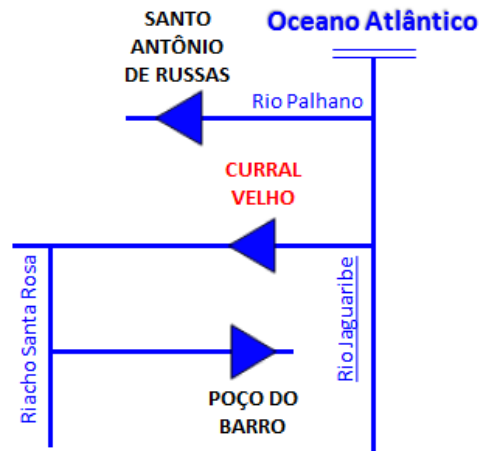 SANTO
ANTÔNIO
DE RUSSAS
Oceano Atlântico
Rio Palhano
CURRAL
VELHO
Riacho Santa Rosa
Rio Jaguaribe
POÇO DO
BARRO